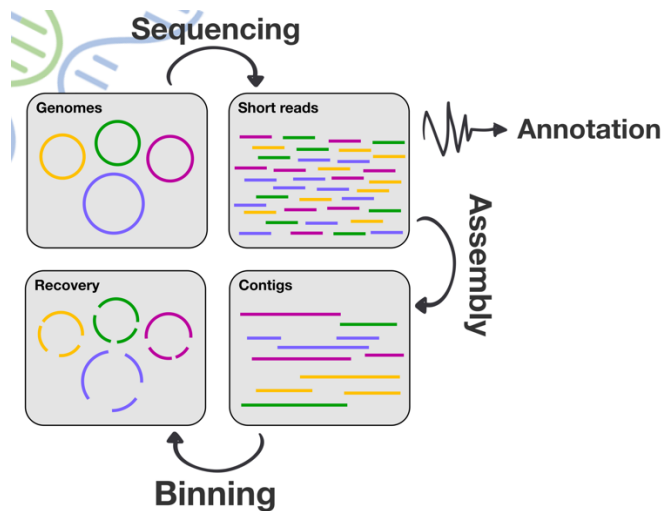 Sequencing
Genomes
Short reads
Annotation
Assembly
Recovery
Contigs
Binning